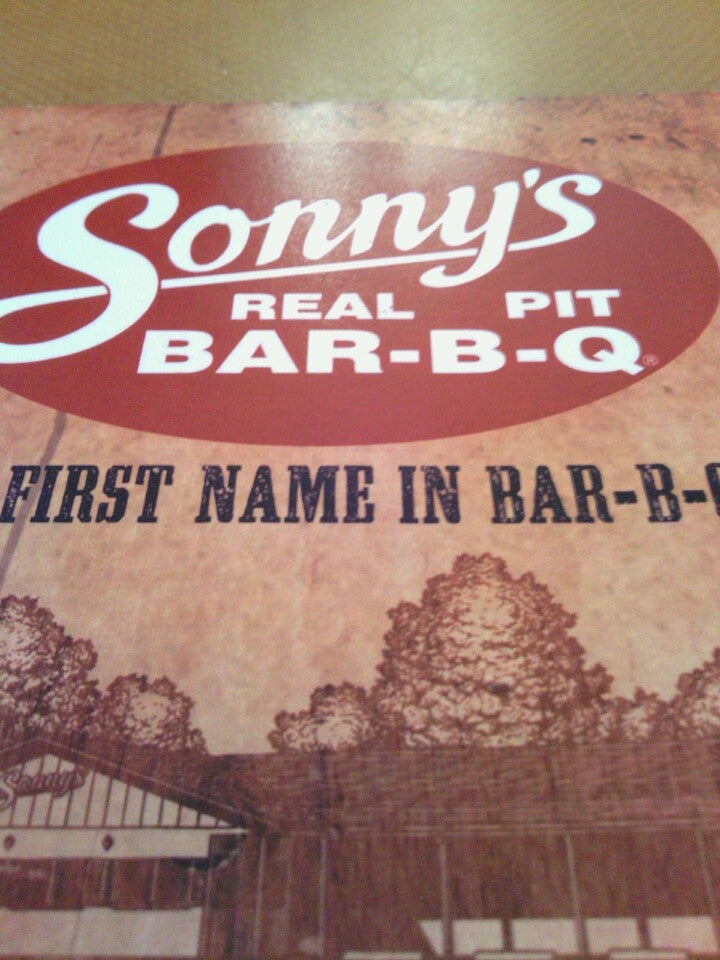 Sonny's
REAL PIT
BAR-B-Q®
FIRST NAME IN BAR-B-Q
Sonny's